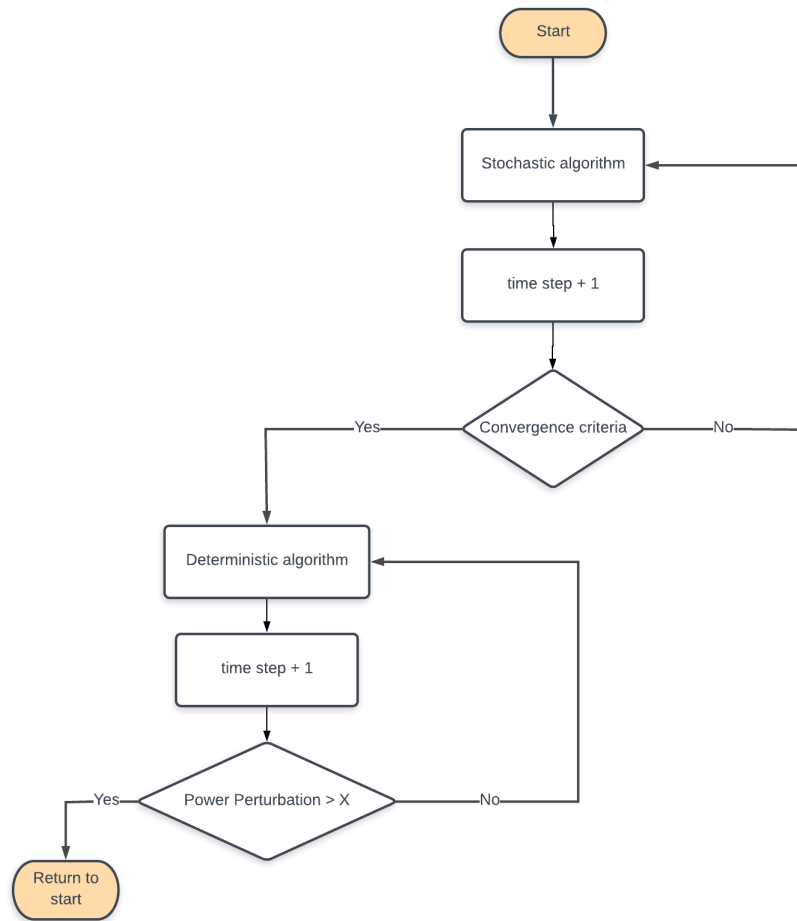 Start
Stochastic algorithm
time step + 1
Convergence criteria
Yes
No
Deterministic algorithm
time step + 1
Power Perturbation > X
Yes
No
Return to
start